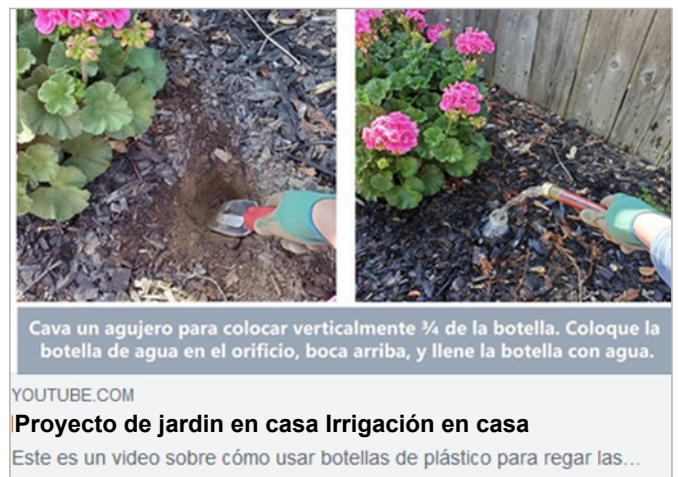 Cava un agujero para colocar verticalmente ¾ de la botella. Coloque la
botella de agua en el orificio, boca arriba, y llene la botella con agua.
YOUTUBE.COM
Proyecto de jardin en casa Irrigación en casa
Este es un video sobre cómo usar botellas de plástico para regar las...